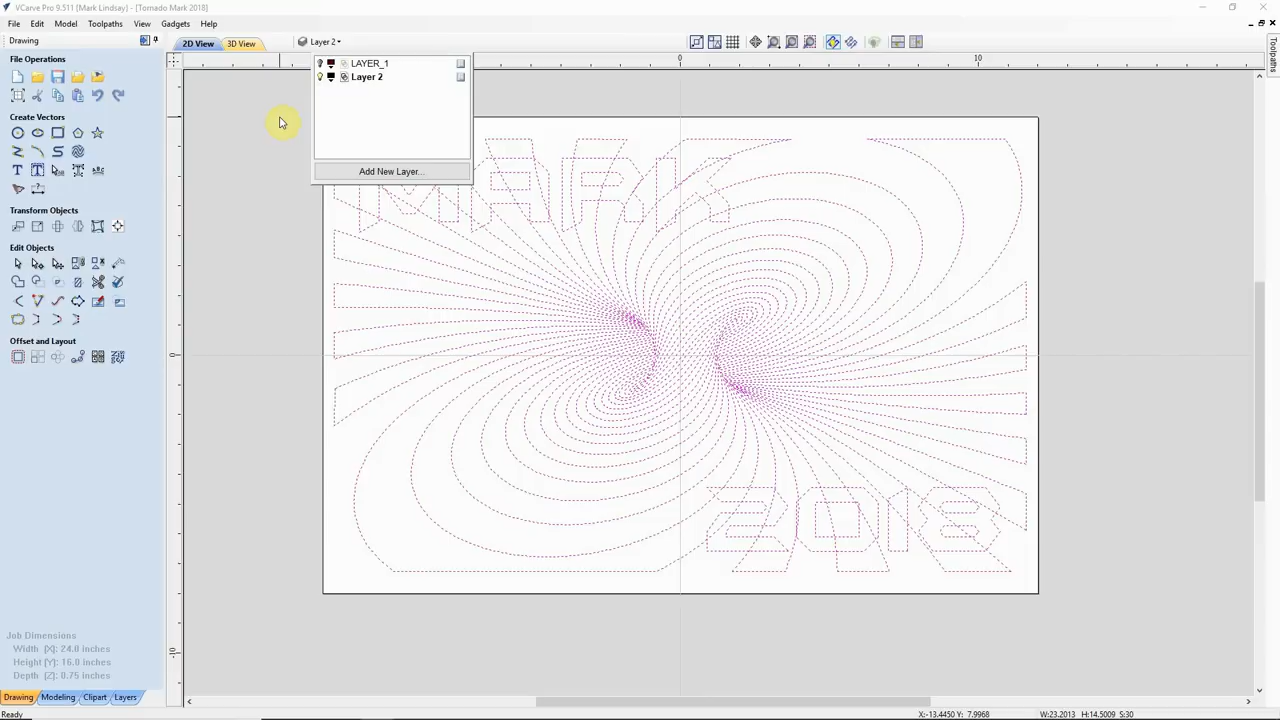 VCarve Pro 9.511 {Mark Lindsay} - [Tornado Mark 2018]
File Edit Model Toolpaths View Gadgets Help
Drawing
2D View 3D View Layer 2
File Operations
Create Vectors
Transform Objects
Edit Objects
Offset and Layout
LAYER_1
Layer 2
Add New Layer...
0 10
0
-10
MARK
2018
Toolpaths
Job Dimensions
Width [X]: 24.0 inches
Height [Y]: 16.0 inches
Depth [Z]: 0.75 inches
Drawing Modeling Clipart Layers
Ready
X:-13.4450 Y: 7.9968 W:23.2013 H:14.5009 S:30